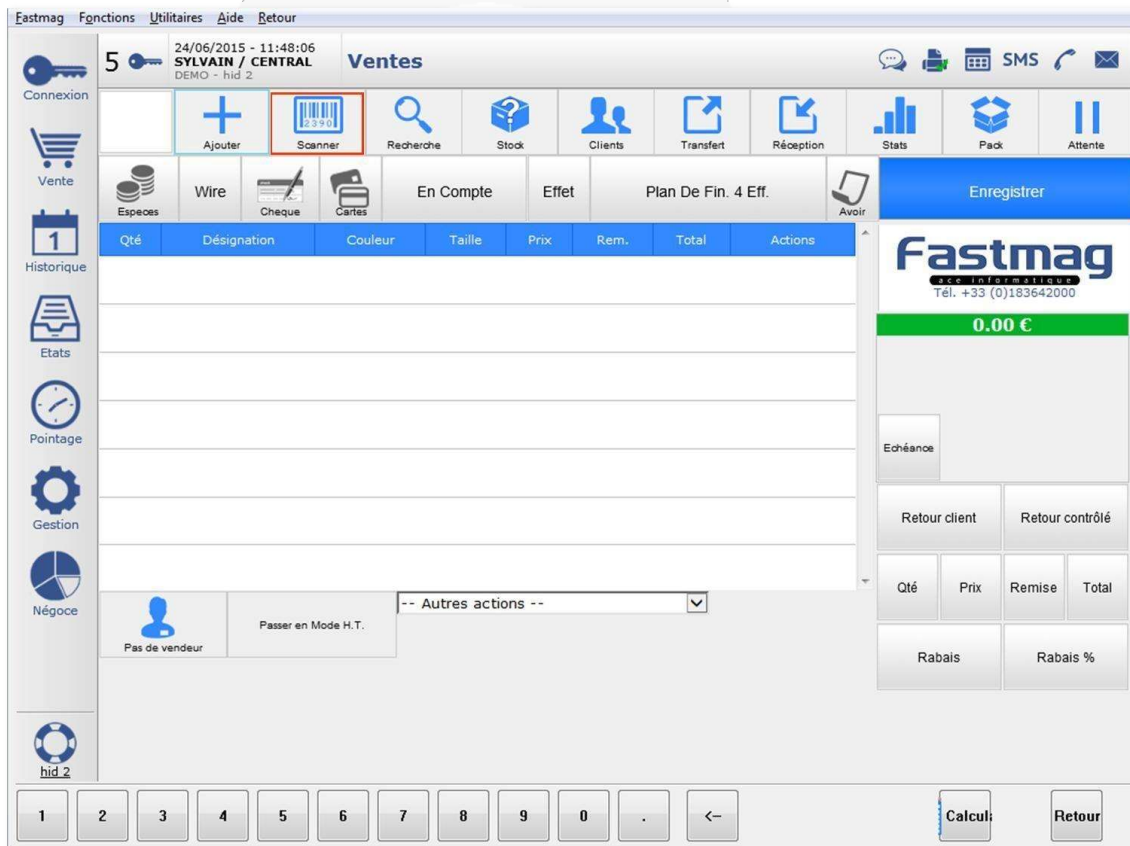 Fastmag Fonctions Utilitaires Aide Retour
Connexion
5
24/06/2015 - 11:48:06
SYLVAIN / CENTRAL
DEMO - hid 2
Ventes
SMS
Ajouter
2390
Scanner
Recherche
Stock
Clients
Transfert
Réception
Stats
Pack
Attente
Vente
Especes
Wire
Cheque
Cartes
En Compte
Effet
Plan De Fin. 4 Eff.
Avoir
Enregistrer
1
Historique
Qté Désignation Couleur Taille Prix Rem. Total Actions
Fastmag
ace informatique
Tél. +33 (0)183642000
0.00 €
Etats
Pointage
Echéance
Gestion
Retour client
Retour contrôlé
Négoce
Qté
Prix
Remise
Total
-- Autres actions --
Pas de vendeur
Passer en Mode H.T.
Rabais
Rabais %
hid 2
1 2 3 4 5 6 7 8 9 0 . <-
Retour